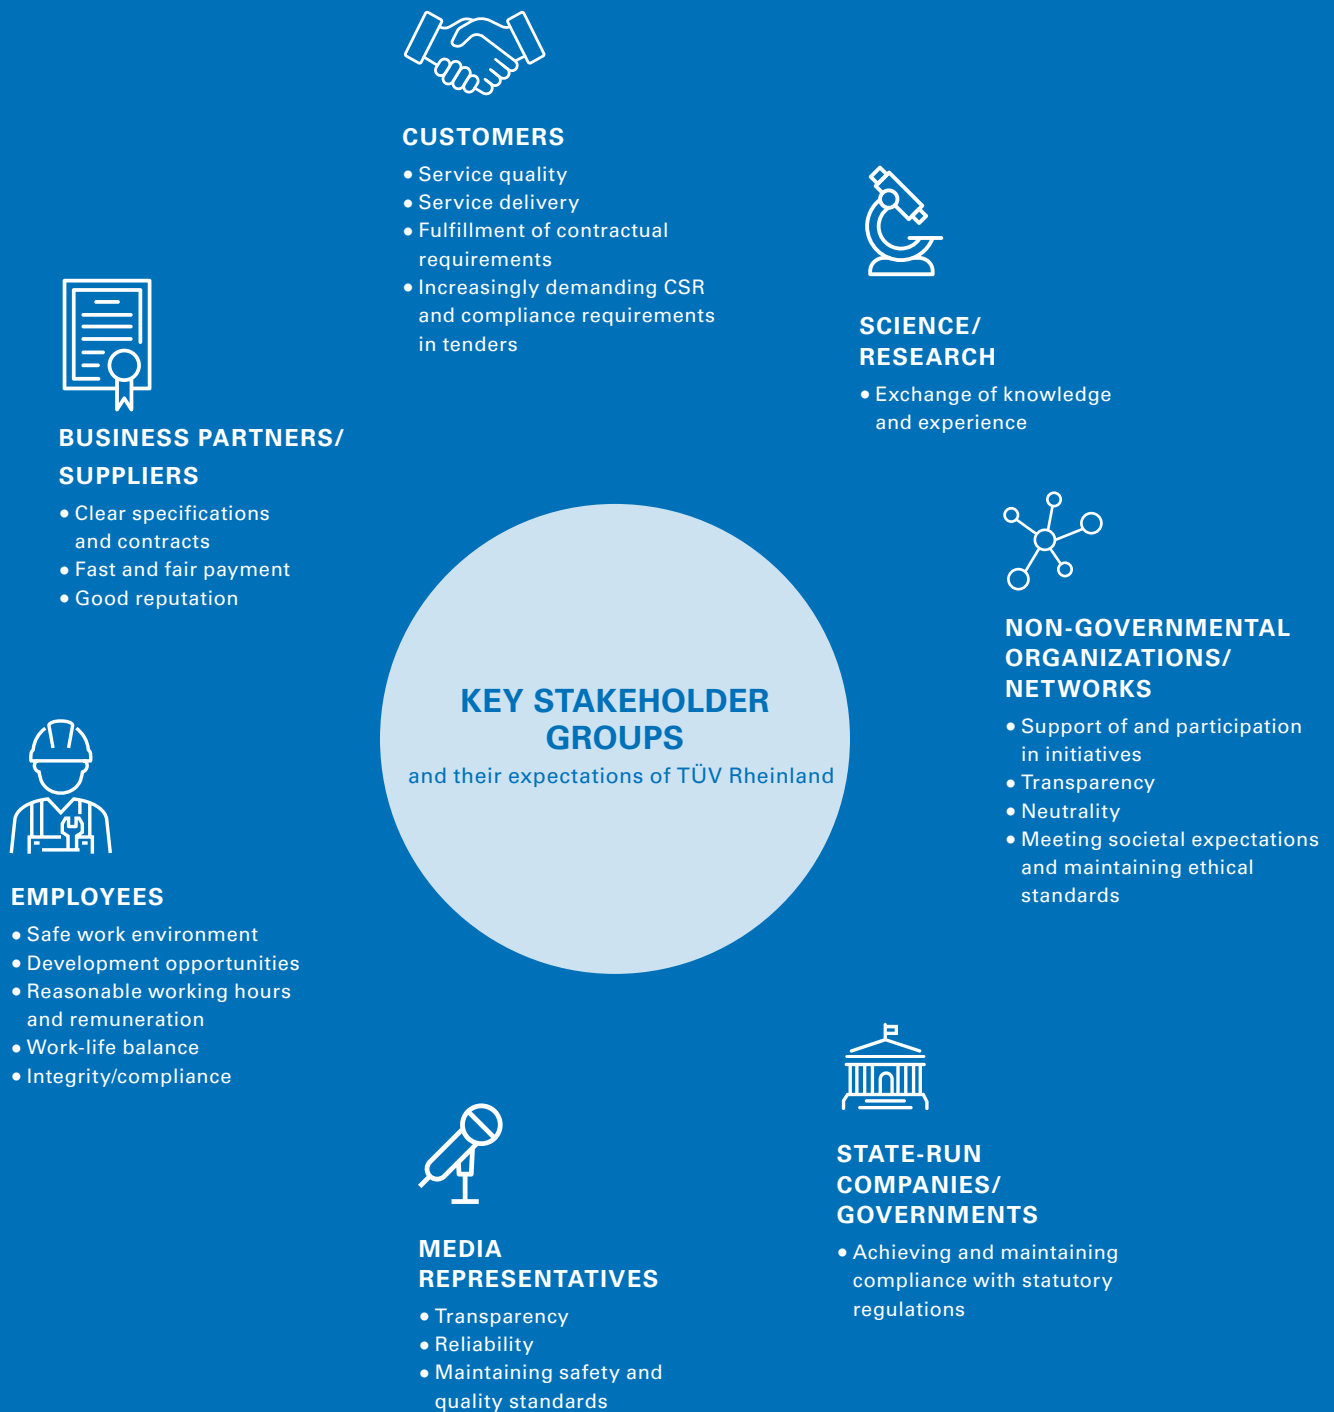 CUSTOMERS
• Service quality
• Service delivery
• Fulfillment of contractual
requirements
• Increasingly demanding CSR
and compliance requirements
in tenders
SCIENCE/
RESEARCH
• Exchange of knowledge
and experience
BUSINESS PARTNERS/
SUPPLIERS
• Clear specifications
and contracts
• Fast and fair payment
• Good reputation
KEY STAKEHOLDER
GROUPS
and their expectations of TÜV Rheinland
NON-GOVERNMENTAL
ORGANIZATIONS/
NETWORKS
• Support of and participation
in initiatives
• Transparency
• Neutrality
• Meeting societal expectations
and maintaining ethical
standards
EMPLOYEES
• Safe work environment
• Development opportunities
• Reasonable working hours
and remuneration
• Work-life balance
• Integrity/compliance
STATE-RUN
COMPANIES/
GOVERNMENTS
• Achieving and maintaining
compliance with statutory
regulations
MEDIA
REPRESENTATIVES
• Transparency
• Reliability
• Maintaining safety and
quality standards